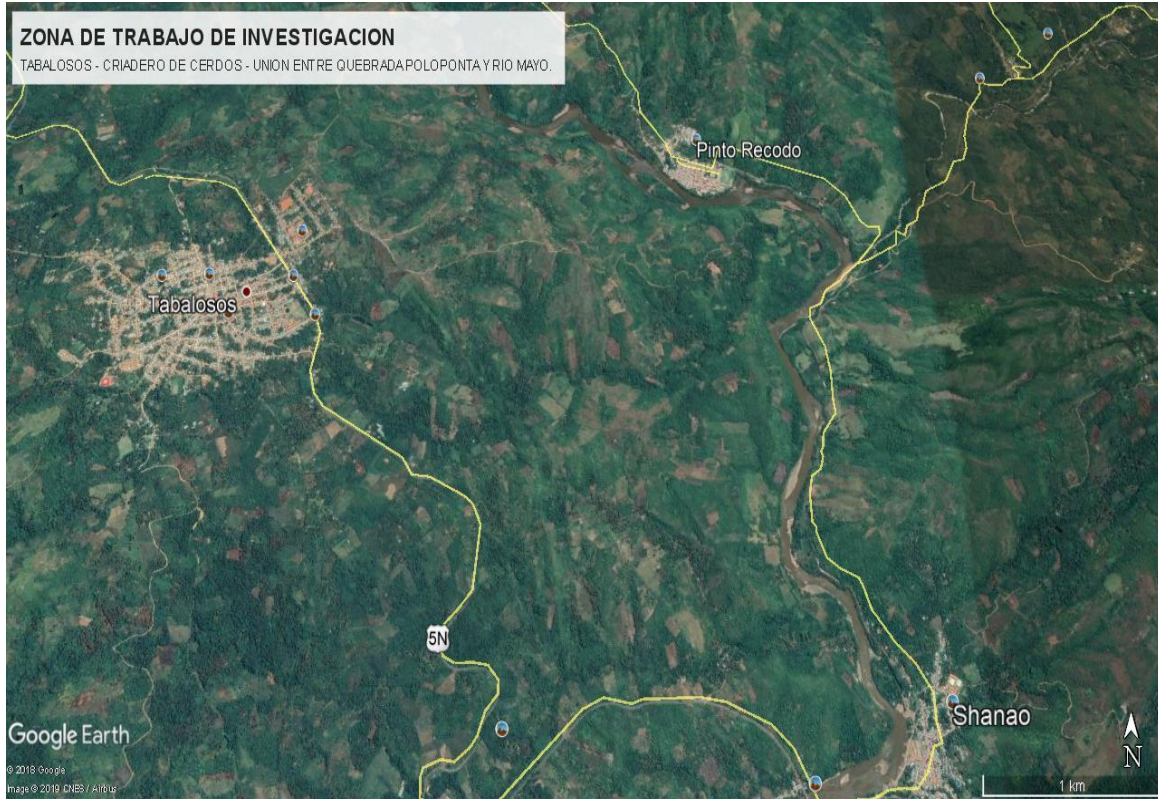 ZONA DE TRABAJO DE INVESTIGACION
TABALOSOS - CRIADERO DE CERDOS - UNION ENTRE QUEBRADA POLOPONTA Y RIO MAYO.
Pinto Recodo
Tabalosos
5N
Shanao
Google Earth
N
© 2018 Google
Image © 2019 CNES / Airbus
1 km